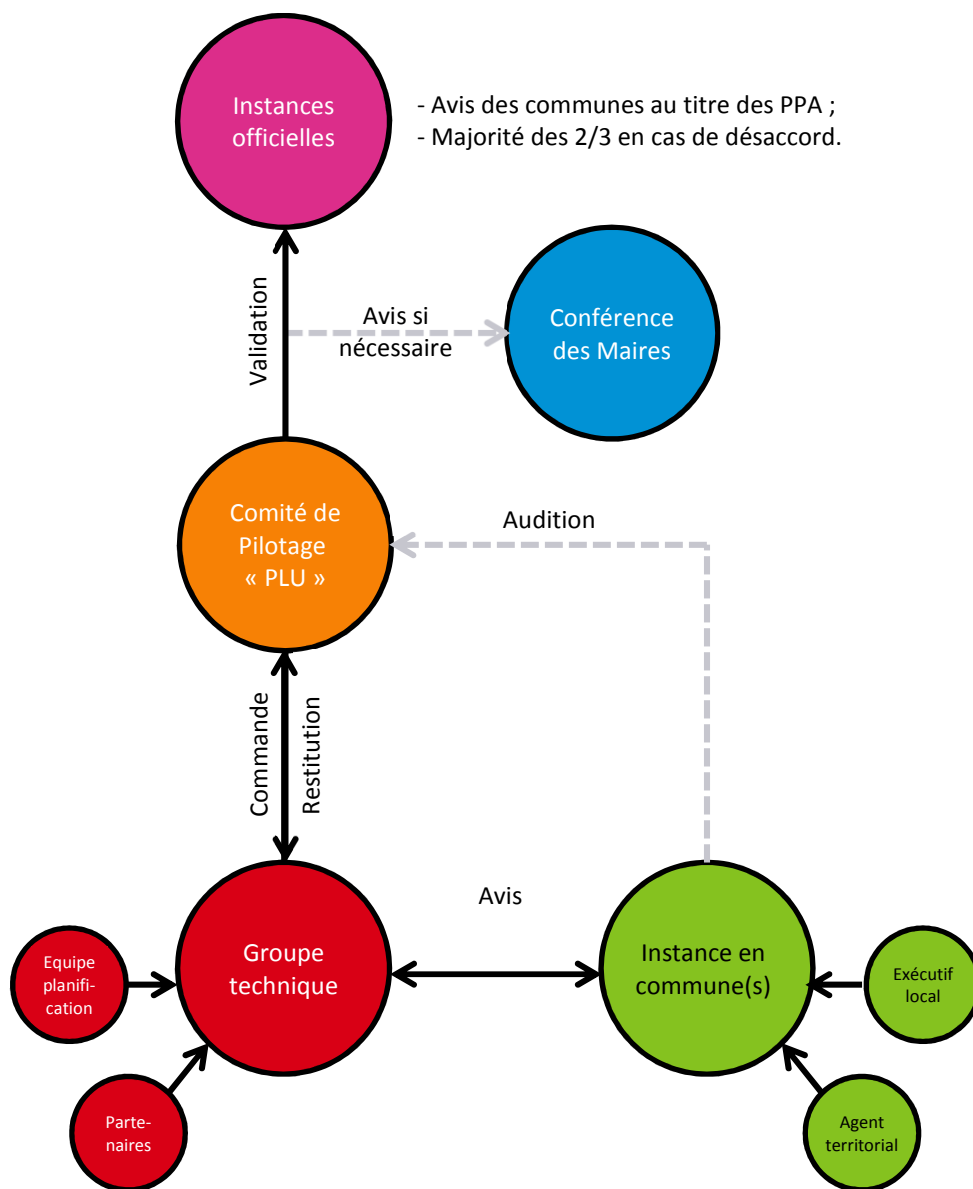 Instances
officielles
- Avis des communes au titre des PPA ;
- Majorité des 2/3 en cas de désaccord.
Validation
Avis si
nécessaire
Conférence
des Maires
Comité de
Pilotage
« PLU »
Audition
Commande
Restitution
Avis
Groupe
technique
Instance en
commune(s)
Equipe
planifi-
cation
Exécutif
local
Parte-
naires
Agent
territorial